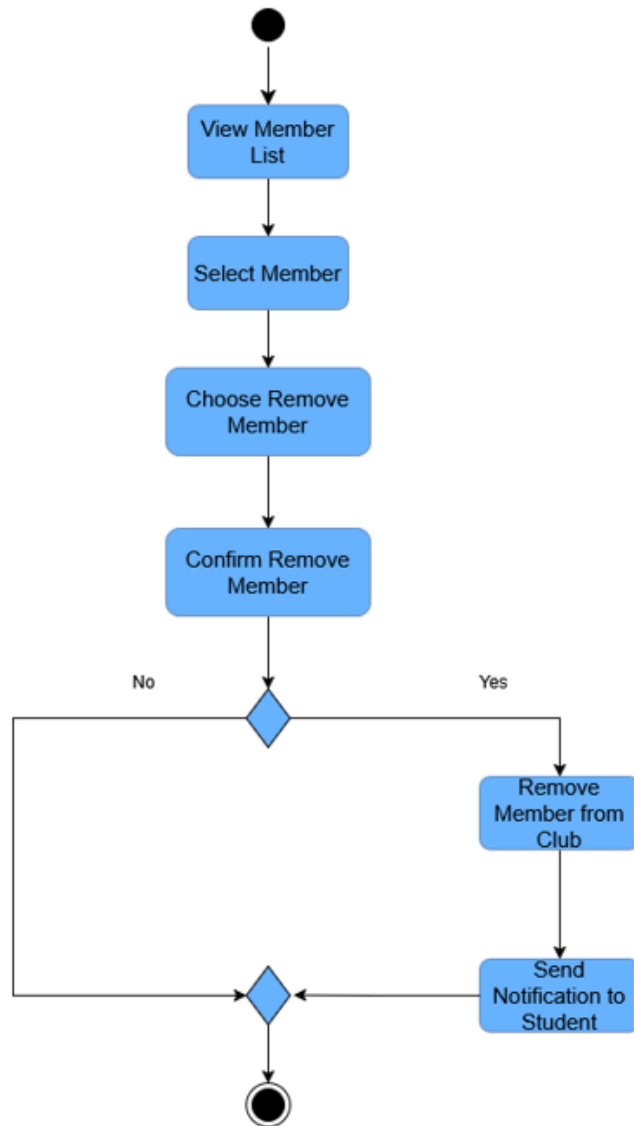 View Member
List
Select Member
Choose Remove
Member
Confirm Remove
Member
No
Yes
Remove
Member from
Club
Send
Notification to
Student